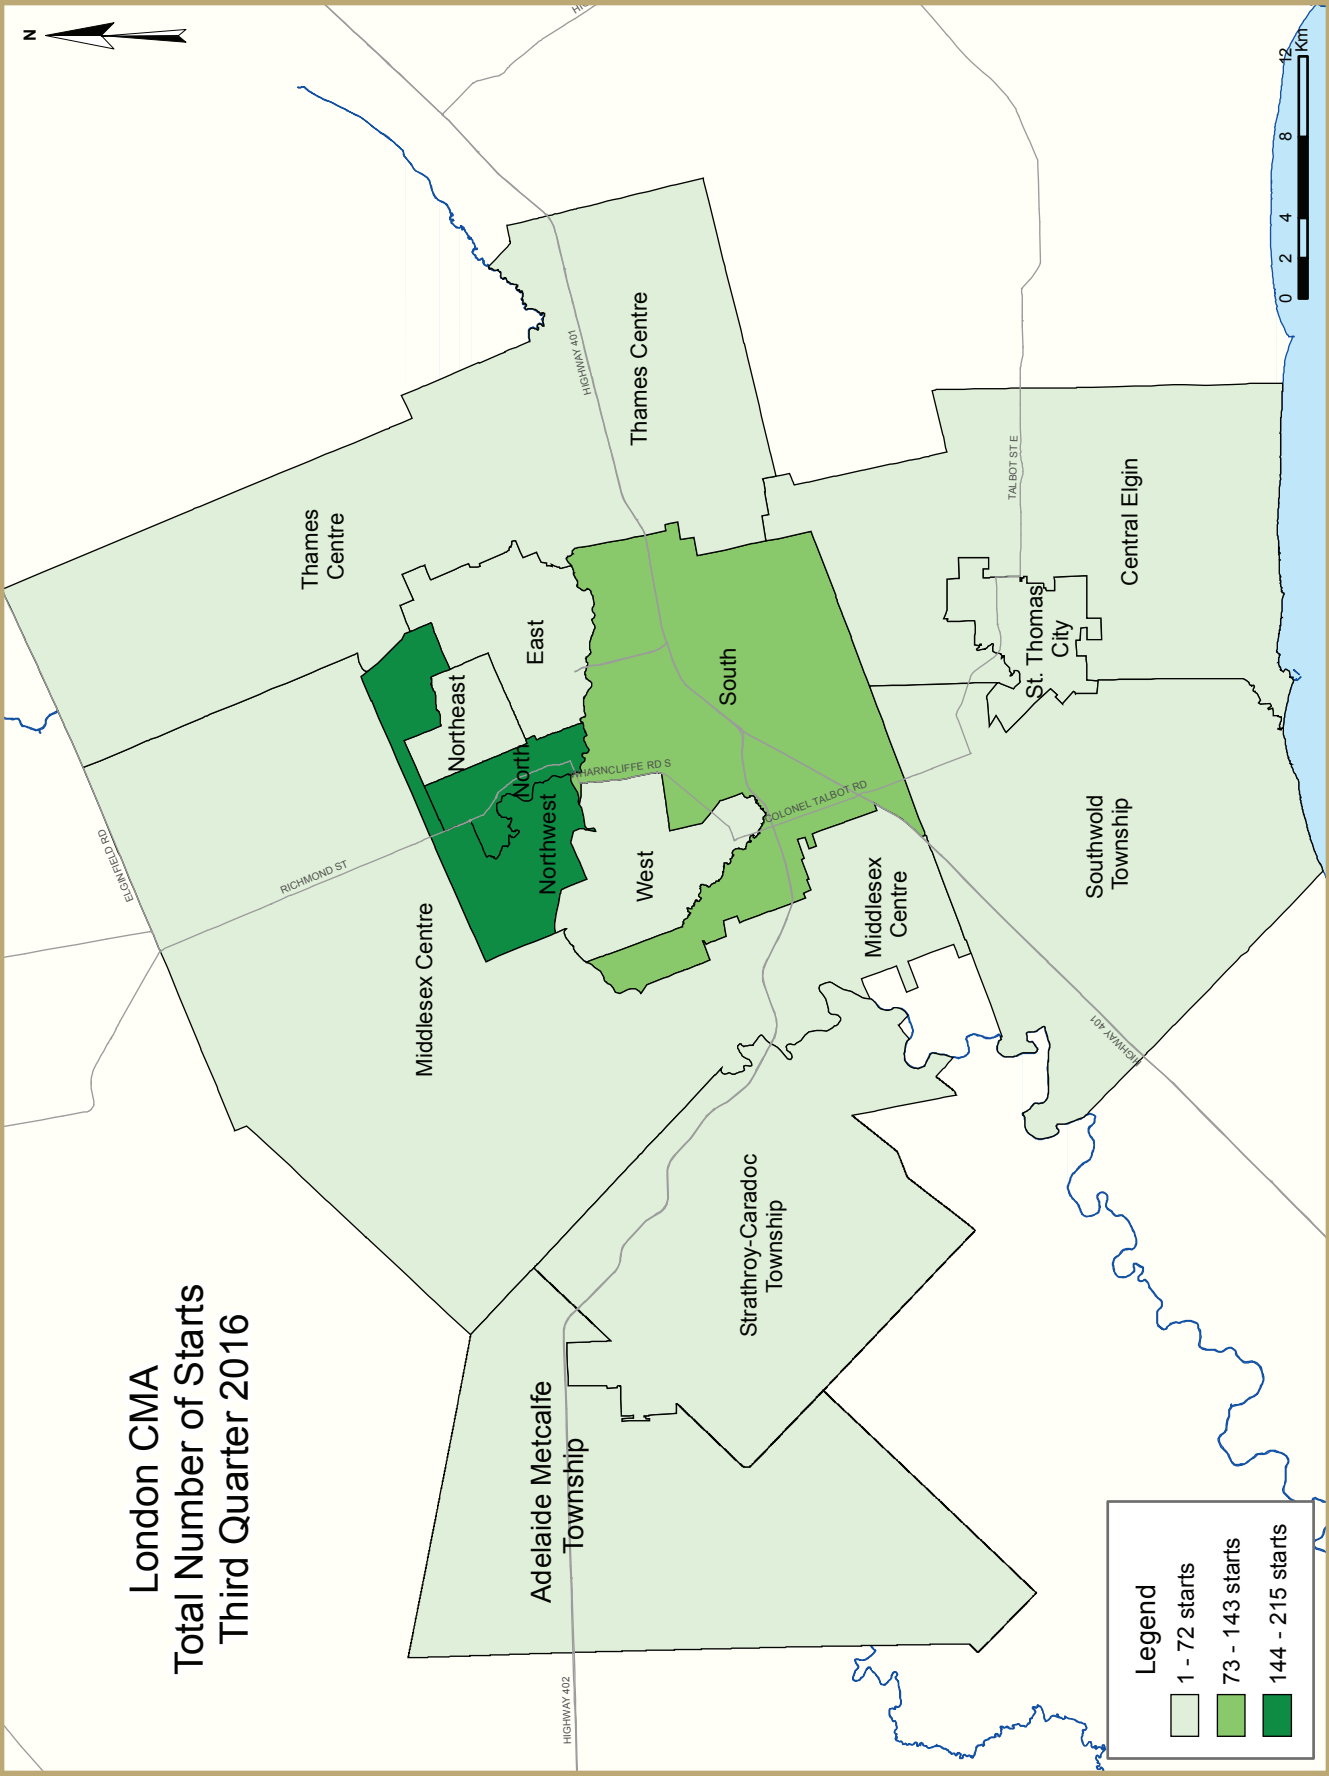 London CMA
Total Number of Starts
Third Quarter 2016
N
ELGINFIELD RD
RICHMOND ST
Thames
Centre
Middlesex Centre
Northeast
East
North
Northwest
Adelaide Metcalfe
Township
HIGHWAY 402
HIGHWAY 401
Thames Centre
WHARNCLIFFE RD S
West
South
Strathroy-Caradoc
Township
COLONEL TALBOT RD
Middlesex
Centre
TALBOT ST E
St. Thomas
City
Central Elgin
Southwold
Township
HIGHWAY 401
Legend
1 - 72 starts
73 - 143 starts
144 - 215 starts
0 2 4 8 12
Km